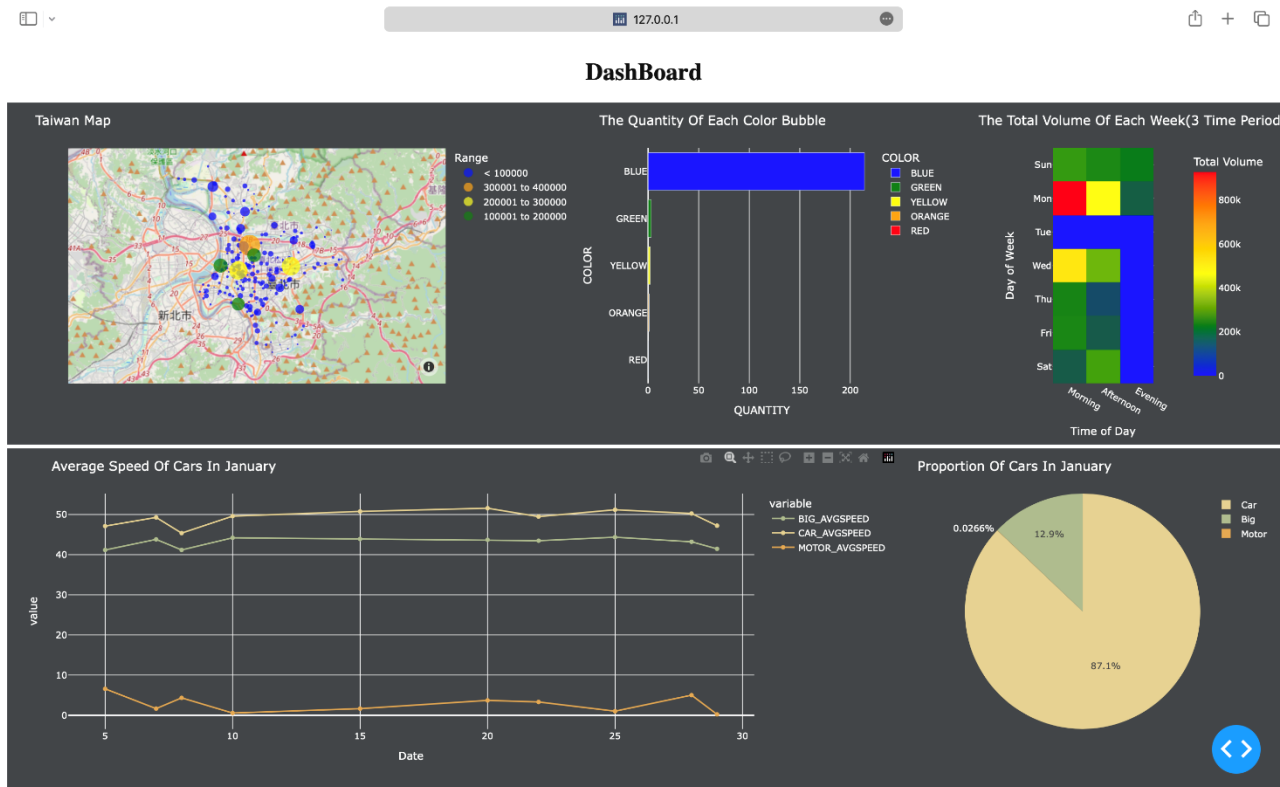 127.0.0.1
DashBoard
Taiwan Map
新北市
Range
< 100000
300001 to 400000
200001 to 300000
100001 to 200000
The Quantity Of Each Color Bubble
COLOR
BLUE
GREEN
YELLOW
ORANGE
RED
0
50
100
150
200
QUANTITY
COLOR
BLUE
GREEN
YELLOW
ORANGE
RED
The Total Volume Of Each Week(3 Time Period
Day of Week
Sun
Mon
Tue
Wed
Thu
Fri
Sat
Morning
Afternoon
Evening
Time of Day
Total Volume
800k
600k
400k
200k
0
Average Speed Of Cars In January
value
50
40
30
20
10
0
5
10
15
20
25
30
Date
variable
BIG_AVGSPEED
CAR_AVGSPEED
MOTOR_AVGSPEED
Proportion Of Cars In January
0.0266%
12.9%
87.1%
Car
Big
Motor